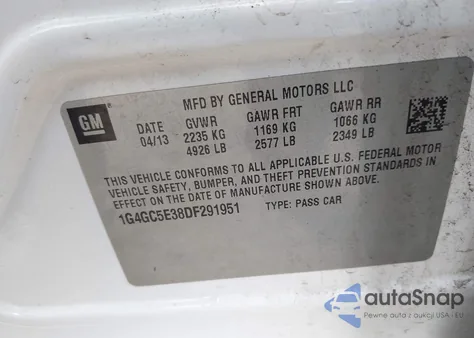 MFD BY GENERAL MOTORS LLC
GM
DATE GVWR GAWR FRT GAWR RR
04/13 2235 KG 1169 KG 1066 KG
4926 LB 2577 LB 2349 LB
THIS VEHICLE CONFORMS TO ALL APPLICABLE U.S. FEDERAL MOTOR
VEHICLE SAFETY, BUMPER, AND THEFT PREVENTION STANDARDS IN
EFFECT ON THE DATE OF MANUFACTURE SHOWN ABOVE.
1G4GC5E38DF291951 TYPE: PASS CAR
autoSnap
Pewne auta z aukcji USA - EU